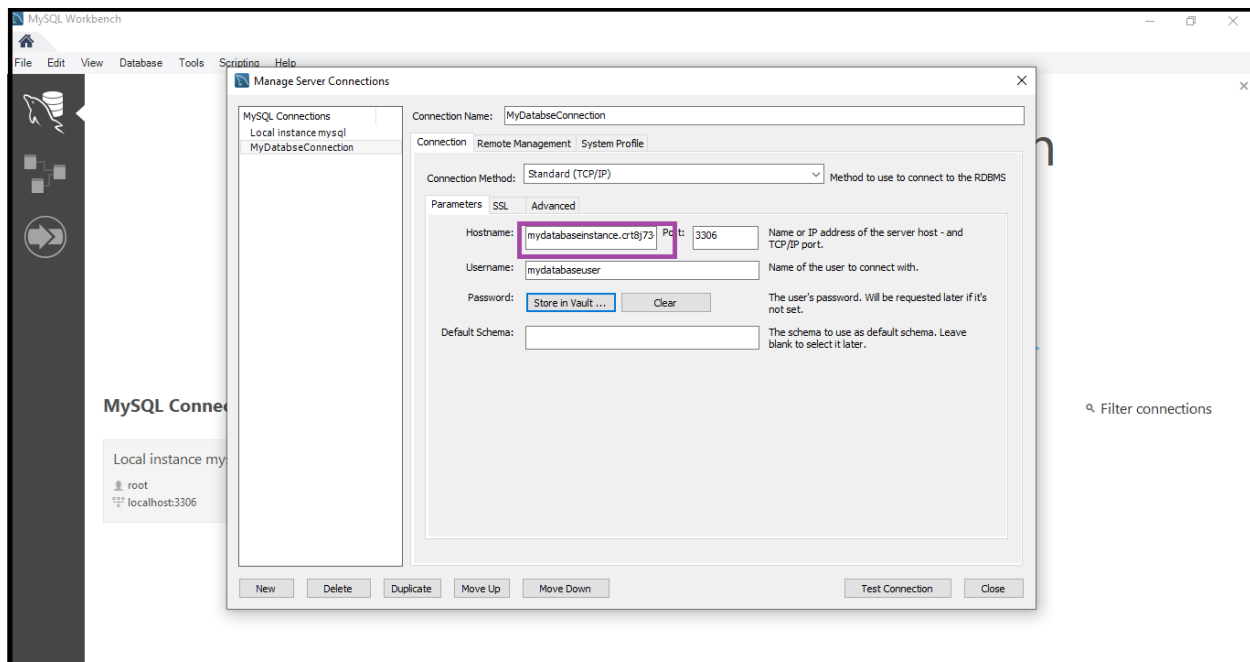 MySQL Workbench
File Edit View Database Tools Scripting Help
Manage Server Connections
MySQL Connections
Local instance mysql
MyDatabseConnection
Connection Name: MyDatabseConnection
Connection Remote Management System Profile
Connection Method: Standard (TCP/IP) Method to use to connect to the RDBMS
Parameters SSL Advanced
Hostname: mydatabaseinstance.crt8j73 Port: 3306 Name or IP address of the server host - and
TCP/IP port.
Username: mydatabaseuser Name of the user to connect with.
Password: Store in Vault ... Clear The user's password. Will be requested later if it's
not set.
Default Schema: The schema to use as default schema. Leave
blank to select it later.
n
MySQL Connec
Filter connections
Local instance my
root
localhost:3306
New Delete Duplicate Move Up Move Down Test Connection Close